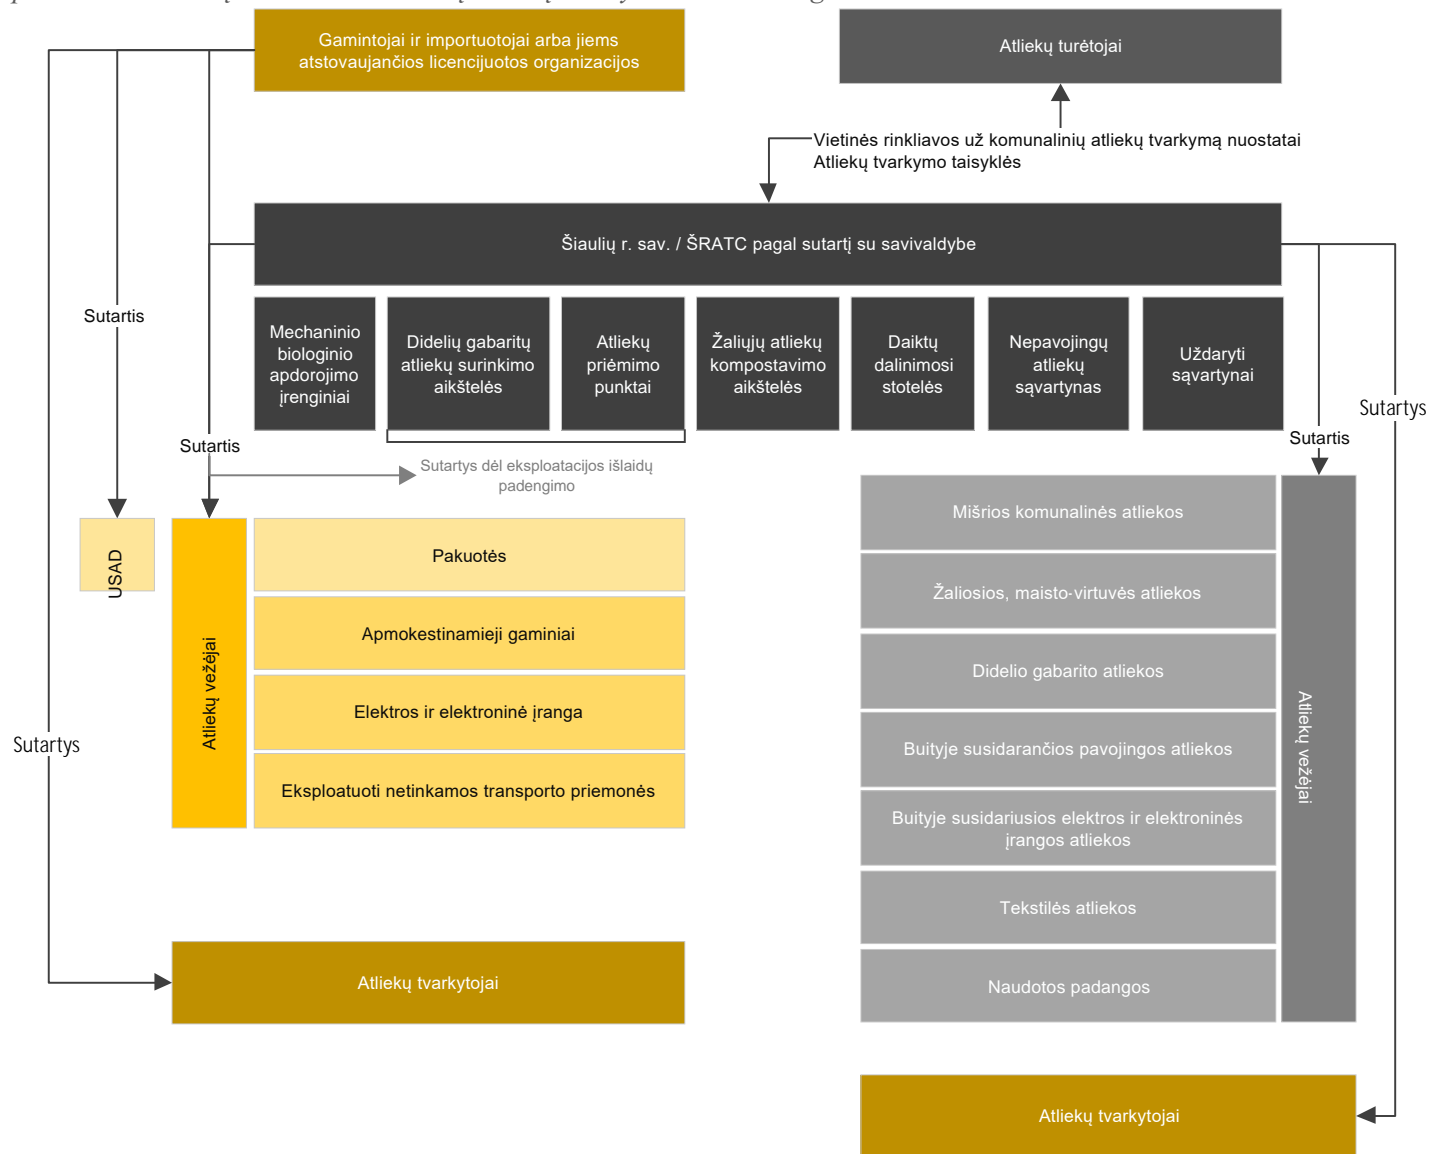 Gamintojai ir importuotojai arba jiems
atstovaujančios licencijuotos organizacijos
Atliekų turėtojai
Vietinės rinkliavos už komunalinių atliekų tvarkymą nuostatai
Atliekų tvarkymo taisyklės
Šiaulių r. sav. / ŠRATC pagal sutartį su savivaldybe
Sutartis
Mechaninio
biologinio
apdorojimo
įrenginiai
Didelių gabaritų
atliekų surinkimo
aikštelės
Atliekų
priėmimo
punktai
Žaliųjų atliekų
kompostavimo
aikštelės
Daiktų
dalinimosi
stotelės
Nepavojingų
atliekų
sąvartynas
Uždaryti
sąvartynai
Sutartys
Sutartis
Sutartis
Sutartys dėl eksploatacijos išlaidų
padengimo
USAD
Atliekų vežėjai
Pakuotės
Apmokestinamieji gaminiai
Elektros ir elektroninė įranga
Eksploatuoti netinkamos transporto priemonės
Sutartys
Atliekų tvarkytojai
Mišrios komunalinės atliekos
Žaliosios, maisto-virtuvės atliekos
Didelio gabarito atliekos
Buityje susidarančios pavojingos atliekos
Buityje susidariusios elektros ir elektroninės
įrangos atliekos
Tekstilės atliekos
Naudotos padangos
Atliekų vežėjai
Atliekų tvarkytojai